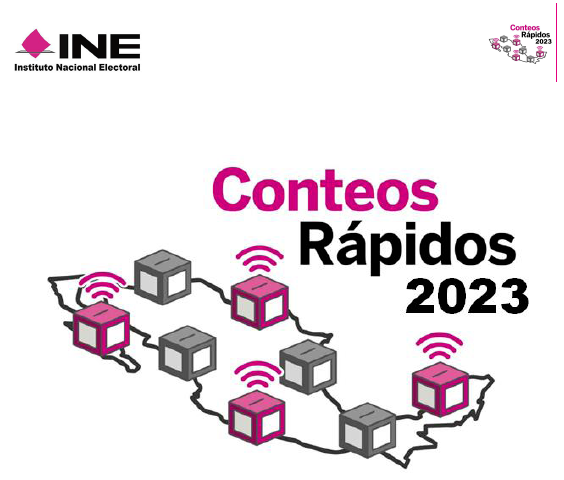 INE
Instituto Nacional Electoral
Conteos
Rápidos
2023
Conteos
Rápidos
2023